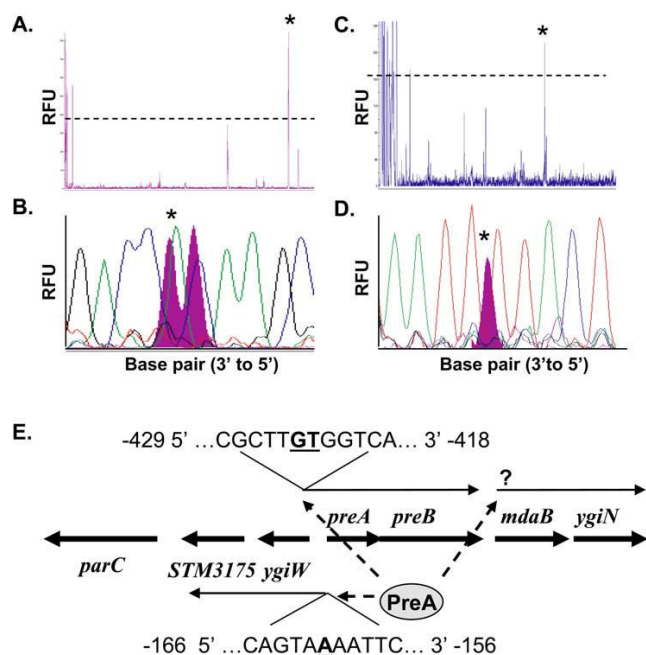 A.
*
RFU
C.
*
RFU
B.
*
RFU
Base pair (3' to 5')
D.
*
RFU
Base pair (3'to 5')
E.
-429 5' ...CGCTTGTGGTCA... 3' -418
?
preA preB mdaB ygiN
parC STM3175 ygiW
PreA
-166 5' ...CAGTAAAATTC... 3' -156